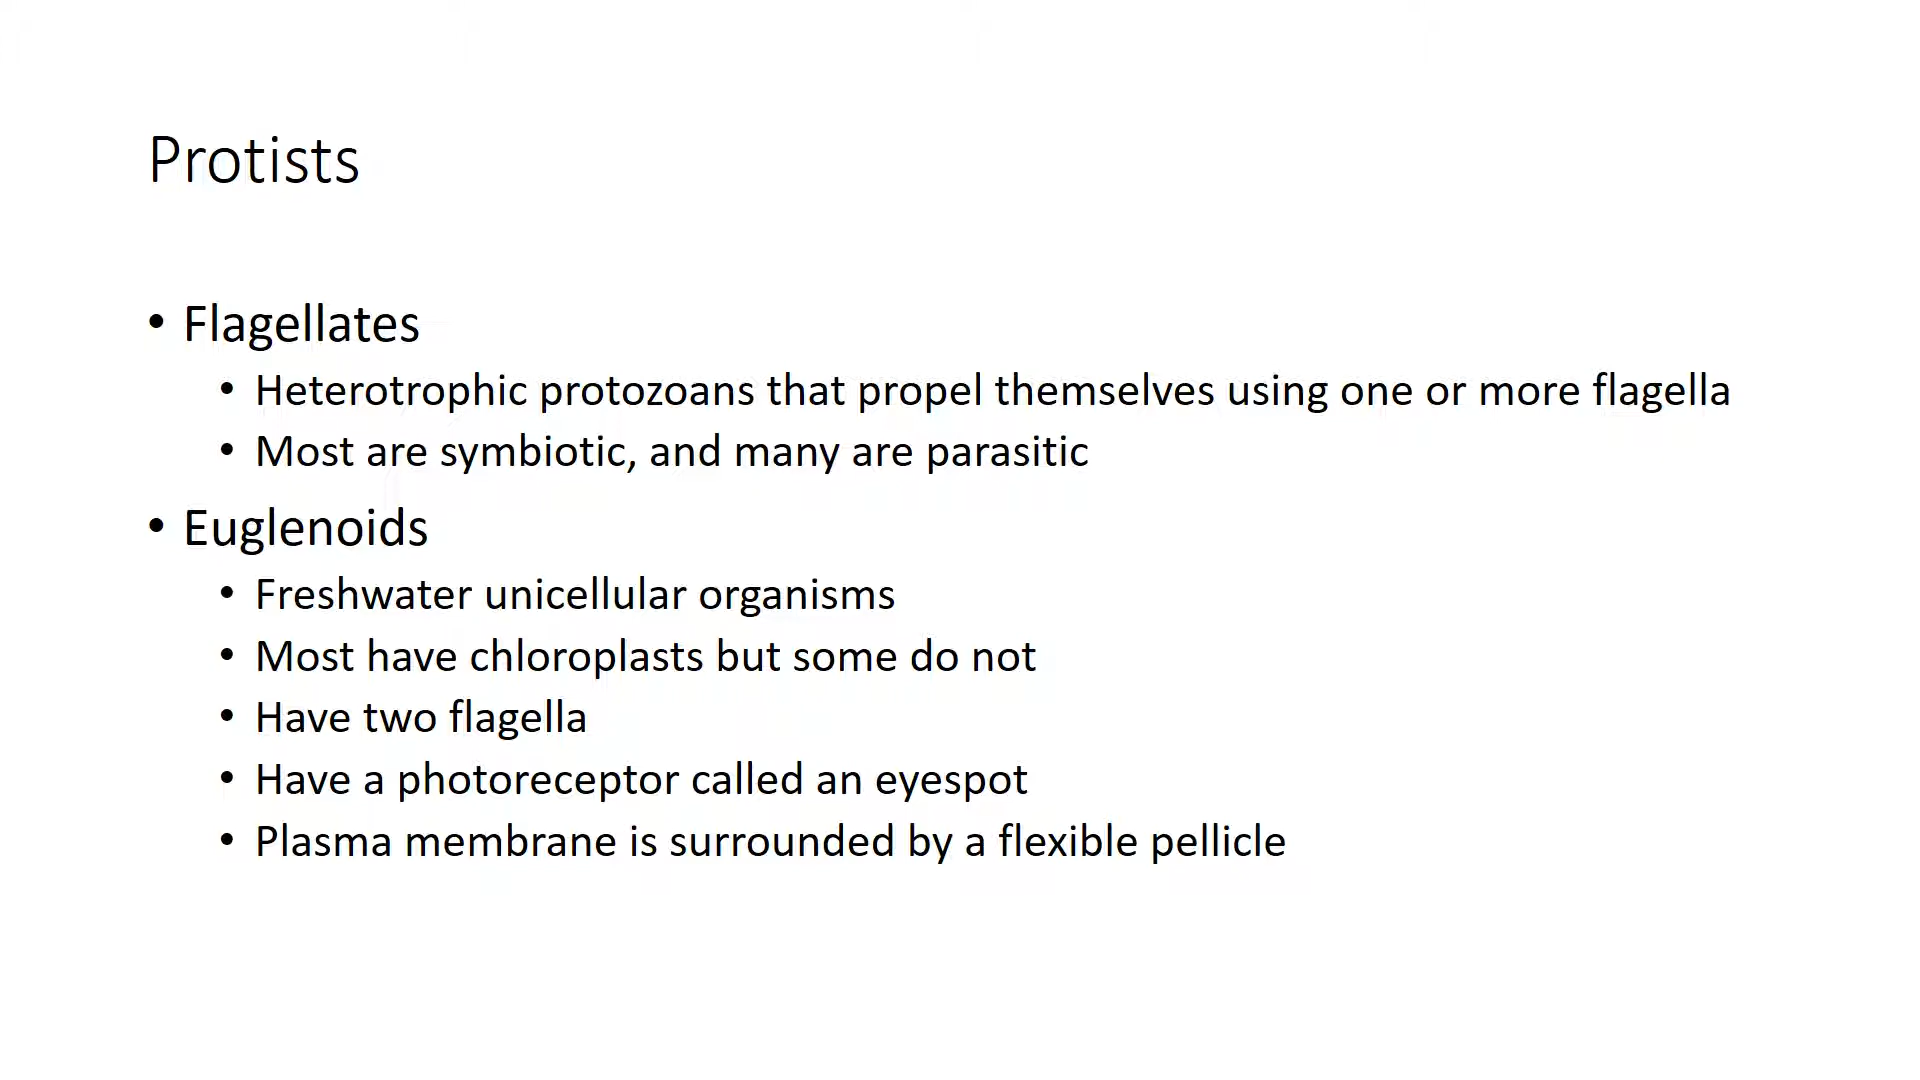 Protists
• Flagellates
• Heterotrophic protozoans that propel themselves using one or more flagella
• Most are symbiotic, and many are parasitic
• Euglenoids
• Freshwater unicellular organisms
• Most have chloroplasts but some do not
• Have two flagella
• Have a photoreceptor called an eyespot
• Plasma membrane is surrounded by a flexible pellicle